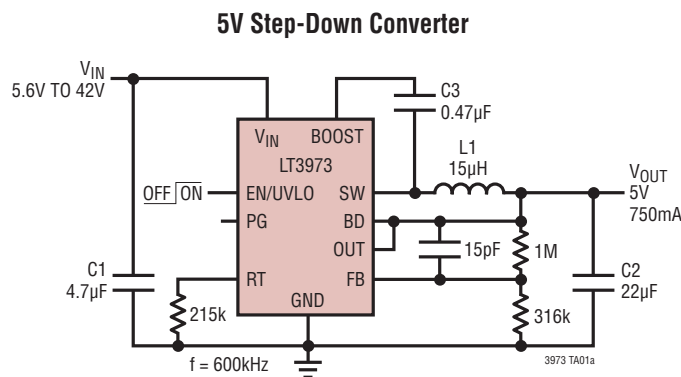 5V Step-Down Converter
VIN
5.6V TO 42V
C3
0.47µF
VIN
BOOST
LT3973
L1
15µH
VOUT
5V
750mA
OFF ON
EN/UVLO
SW
PG
BD
OUT
15pF
1M
C1
4.7µF
RT
FB
C2
22µF
GND
215k
316k
f = 600kHz
3973 TA01a